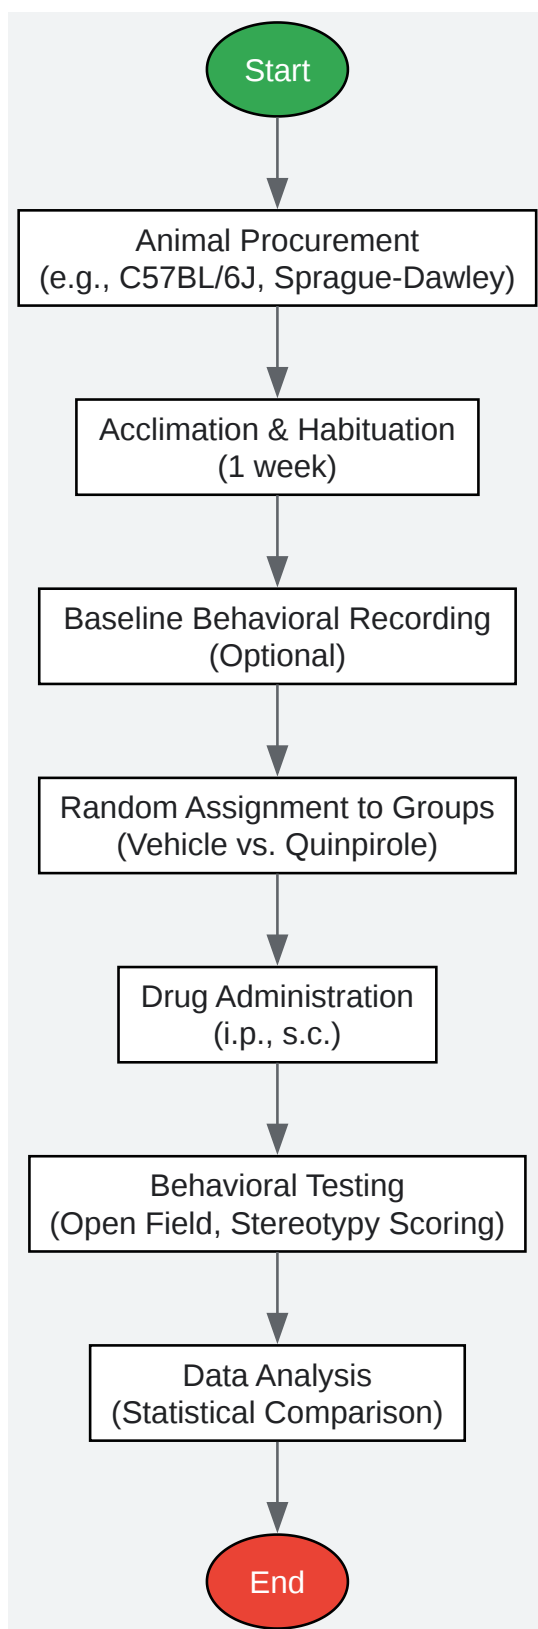 Start
Animal Procurement
(e.g., C57BL/6J, Sprague-Dawley)
Acclimation & Habituation
(1 week)
Baseline Behavioral Recording
(Optional)
Random Assignment to Groups
(Vehicle vs. Quinpirole)
Drug Administration
(i.p., s.c.)
Behavioral Testing
(Open Field, Stereotypy Scoring)
Data Analysis
(Statistical Comparison)
End